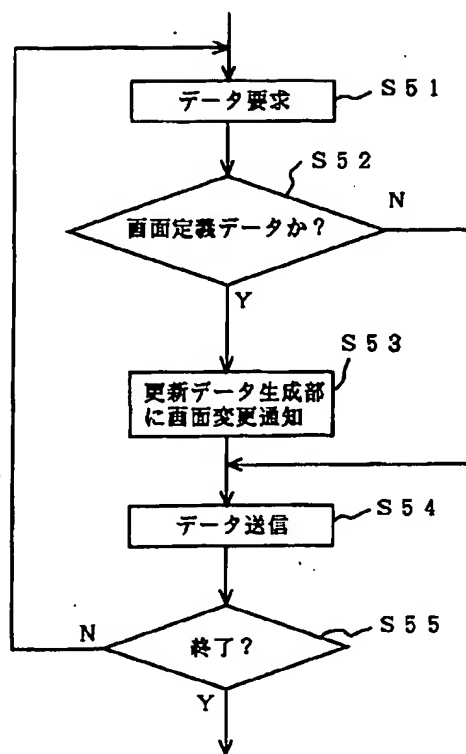 データ要求
S51
S52
画面定義データか?
N
Y
S53
更新データ生成部
に画面変更通知
データ送信
S54
S55
終了?
N
Y